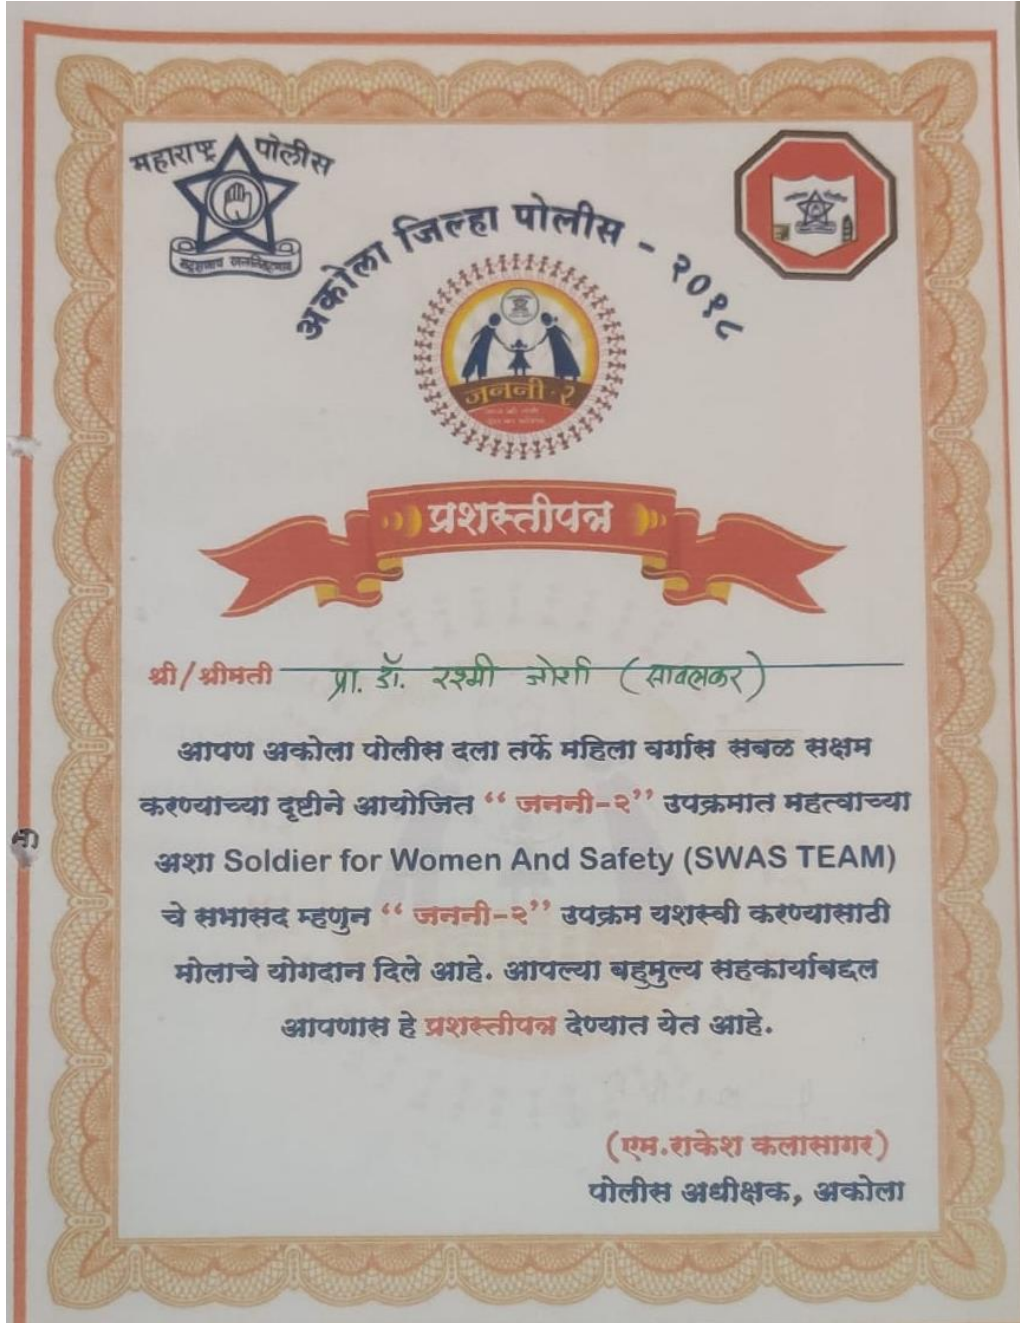 महाराष्ट्र पोलीस
अकोला जिल्हा पोलीस - २०१८
जननी-२
प्रशस्तीपत्र
श्री/श्रीमती प्रा. डॉ. रश्मी जोशी (सावलकर)
आपण अकोला पोलीस दला तर्फे महिला वर्गास सबळ सक्षम
करण्याच्या दृष्टीने आयोजित “ जननी-२” उपक्रमात महत्वाच्या
अशा Soldier for Women And Safety (SWAS TEAM)
चे सभासद म्हणुन “ जननी-२” उपक्रम यशस्वी करण्यासाठी
मोलाचे योगदान दिले आहे. आपल्या बहुमुल्य सहकार्याबद्दल
आपणास हे प्रशस्तीपत्र देण्यात येत आहे.
(एम.राकेश कलासागर)
पोलीस अधीक्षक, अकोला